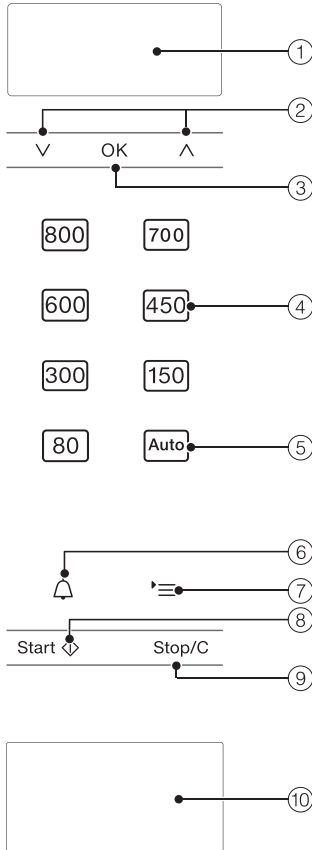 ①
②
OK
③
800 700
600 450 ④
300 150
80 Auto ⑤
⑥
⑦
⑧
Start Stop/C
⑨
⑩